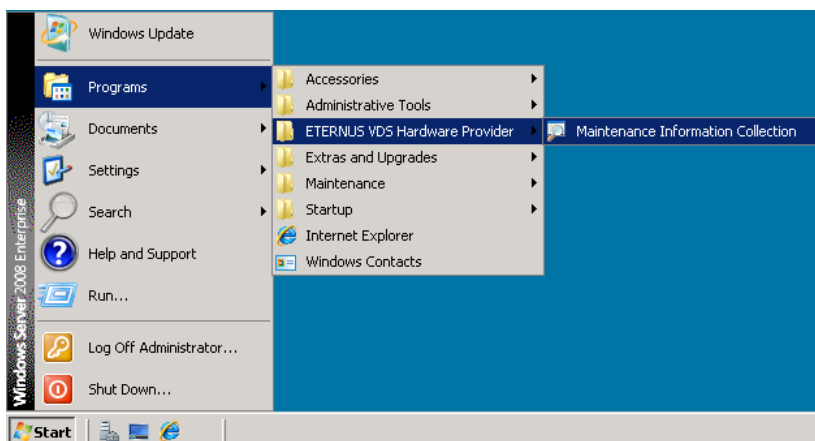 Windows Update
Programs
Documents
Settings
Search
Help and Support
Run...
Log Off Administrator...
Shut Down...
Windows Server 2008 Enterprise
Accessories
Administrative Tools
ETERNUS VDS Hardware Provider
Extras and Upgrades
Maintenance
Startup
Internet Explorer
Windows Contacts
Maintenance Information Collection
Start